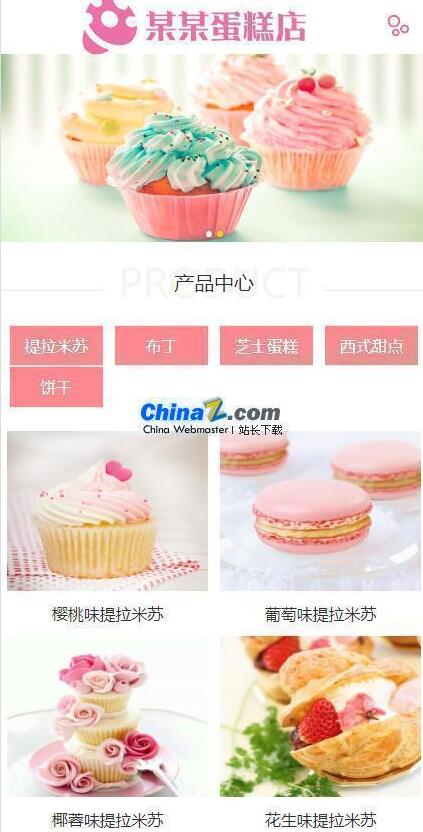 某某蛋糕店
PRODUCT
产品中心
提拉米苏 布丁 芝士蛋糕 西式甜点
饼干
ChinaZ.com
China Webmaster | 站长下载
樱桃味提拉米苏 葡萄味提拉米苏
椰蓉味提拉米苏 花生味提拉米苏